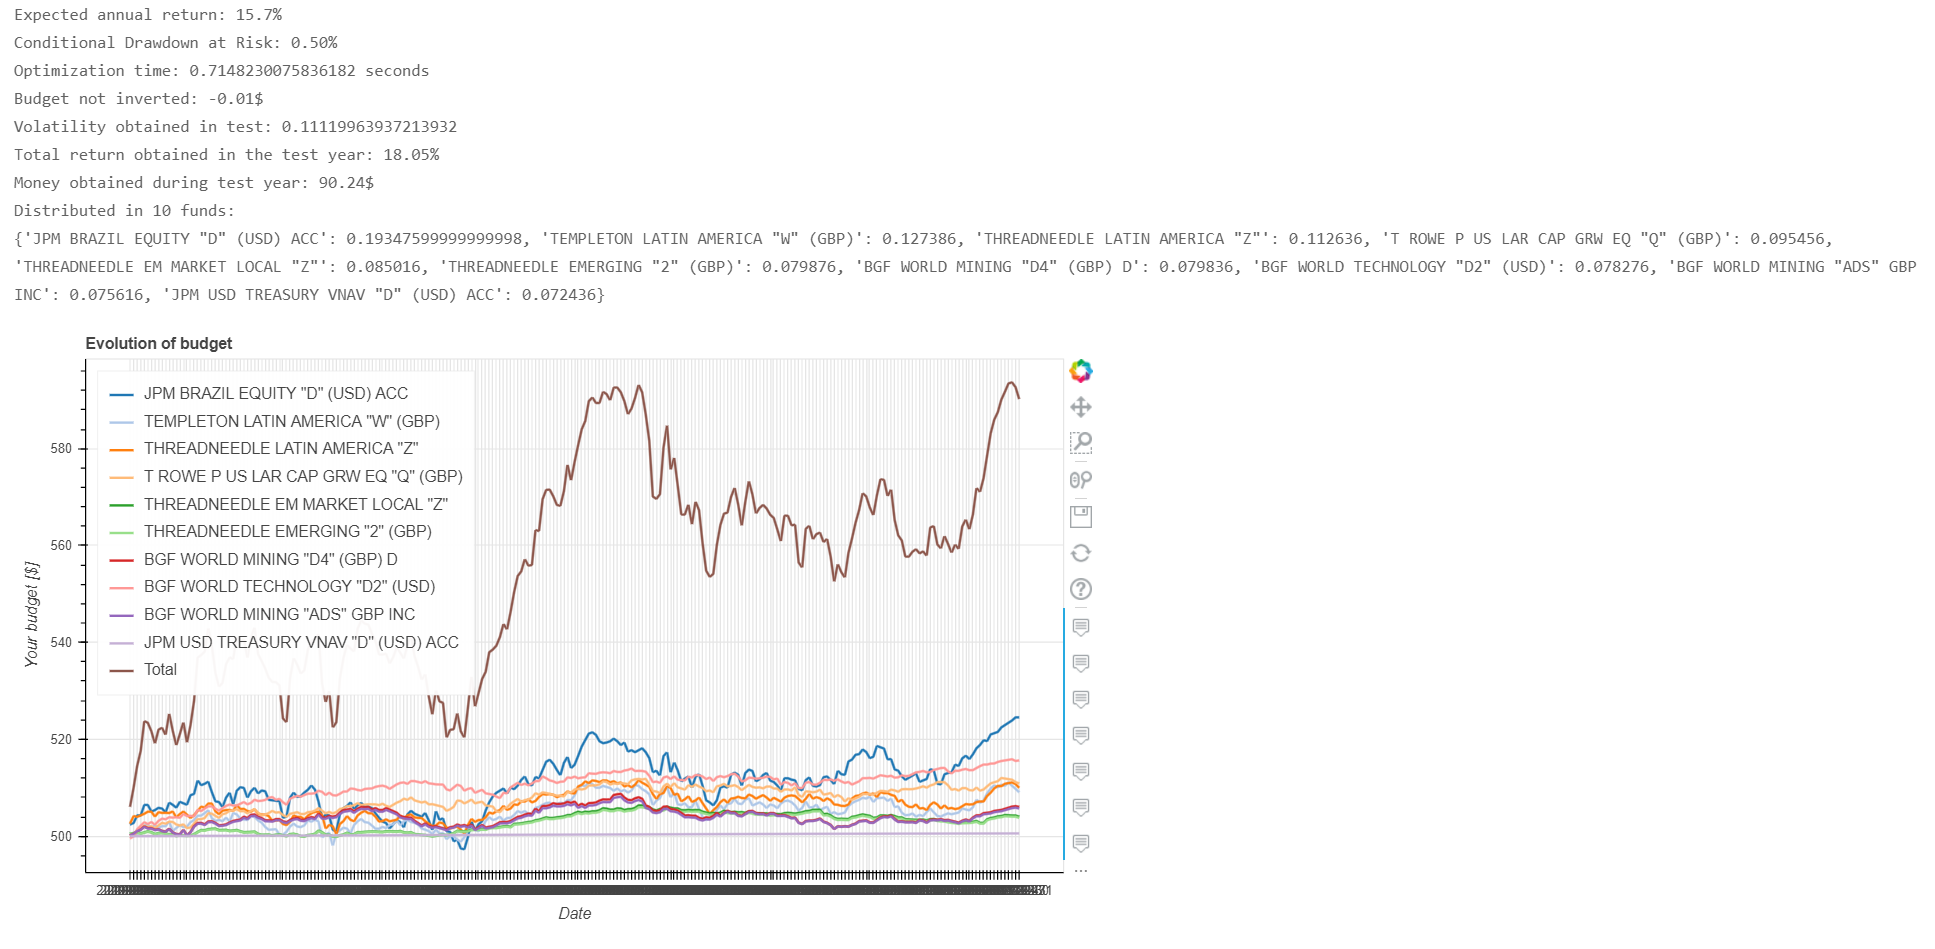 Expected annual return: 15.7%
Conditional Drawdown at Risk: 0.50%
Optimization time: 0.7148230075836182 seconds
Budget not inverted: -0.01$
Volatility obtained in test: 0.11119963937213932
Total return obtained in the test year: 18.05%
Money obtained during test year: 90.24$
Distributed in 10 funds:
{'JPM BRAZIL EQUITY "D" (USD) ACC': 0.19347599999999998, 'TEMPLETON LATIN AMERICA "W" (GBP)': 0.127386, 'THREADNEEDLE LATIN AMERICA "Z"': 0.112636, 'T ROWE P US LAR CAP GRW EQ "Q" (GBP)': 0.095456,
'THREADNEEDLE EM MARKET LOCAL "Z"': 0.085016, 'THREADNEEDLE EMERGING "2" (GBP)': 0.079876, 'BGF WORLD MINING "D4" (GBP) D': 0.079836, 'BGF WORLD TECHNOLOGY "D2" (USD)': 0.078276, 'BGF WORLD MINING "ADS" GBP
INC': 0.075616, 'JPM USD TREASURY VNAV "D" (USD) ACC': 0.072436}
Evolution of budget
JPM BRAZIL EQUITY "D" (USD) ACC
TEMPLETON LATIN AMERICA "W" (GBP)
THREADNEEDLE LATIN AMERICA "Z"
T ROWE P US LAR CAP GRW EQ "Q" (GBP)
THREADNEEDLE EM MARKET LOCAL "Z"
THREADNEEDLE EMERGING "2" (GBP)
BGF WORLD MINING "D4" (GBP) D
BGF WORLD TECHNOLOGY "D2" (USD)
BGF WORLD MINING "ADS" GBP INC
JPM USD TREASURY VNAV "D" (USD) ACC
Total
580
560
540
520
500
Your budget [$]
Date